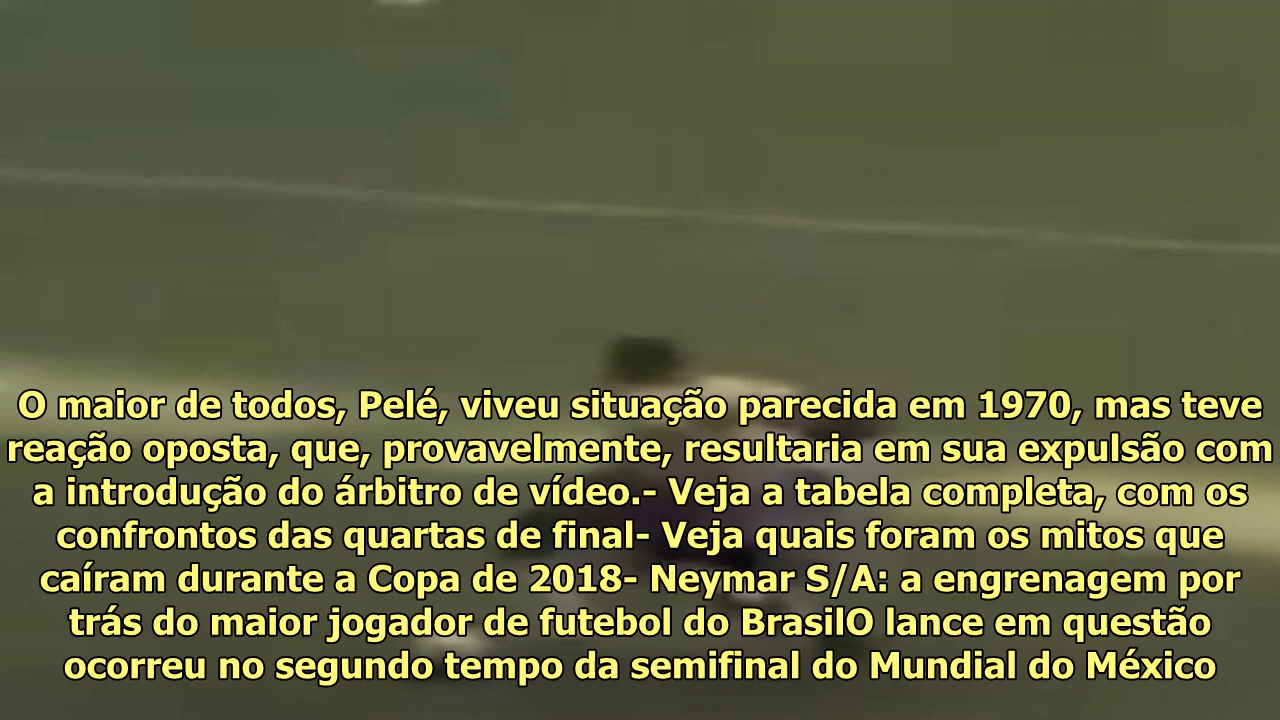 O maior de todos, Pelé, viveu situação parecida em 1970, mas teve
reação oposta, que, provavelmente, resultaria em sua expulsão com
a introdução do árbitro de vídeo.- Veja a tabela completa, com os
confrontos das quartas de final- Veja quais foram os mitos que
caíram durante a Copa de 2018- Neymar S/A: a engrenagem por
trás do maior jogador de futebol do BrasilO lance em questão
ocorreu no segundo tempo da semifinal do Mundial do México